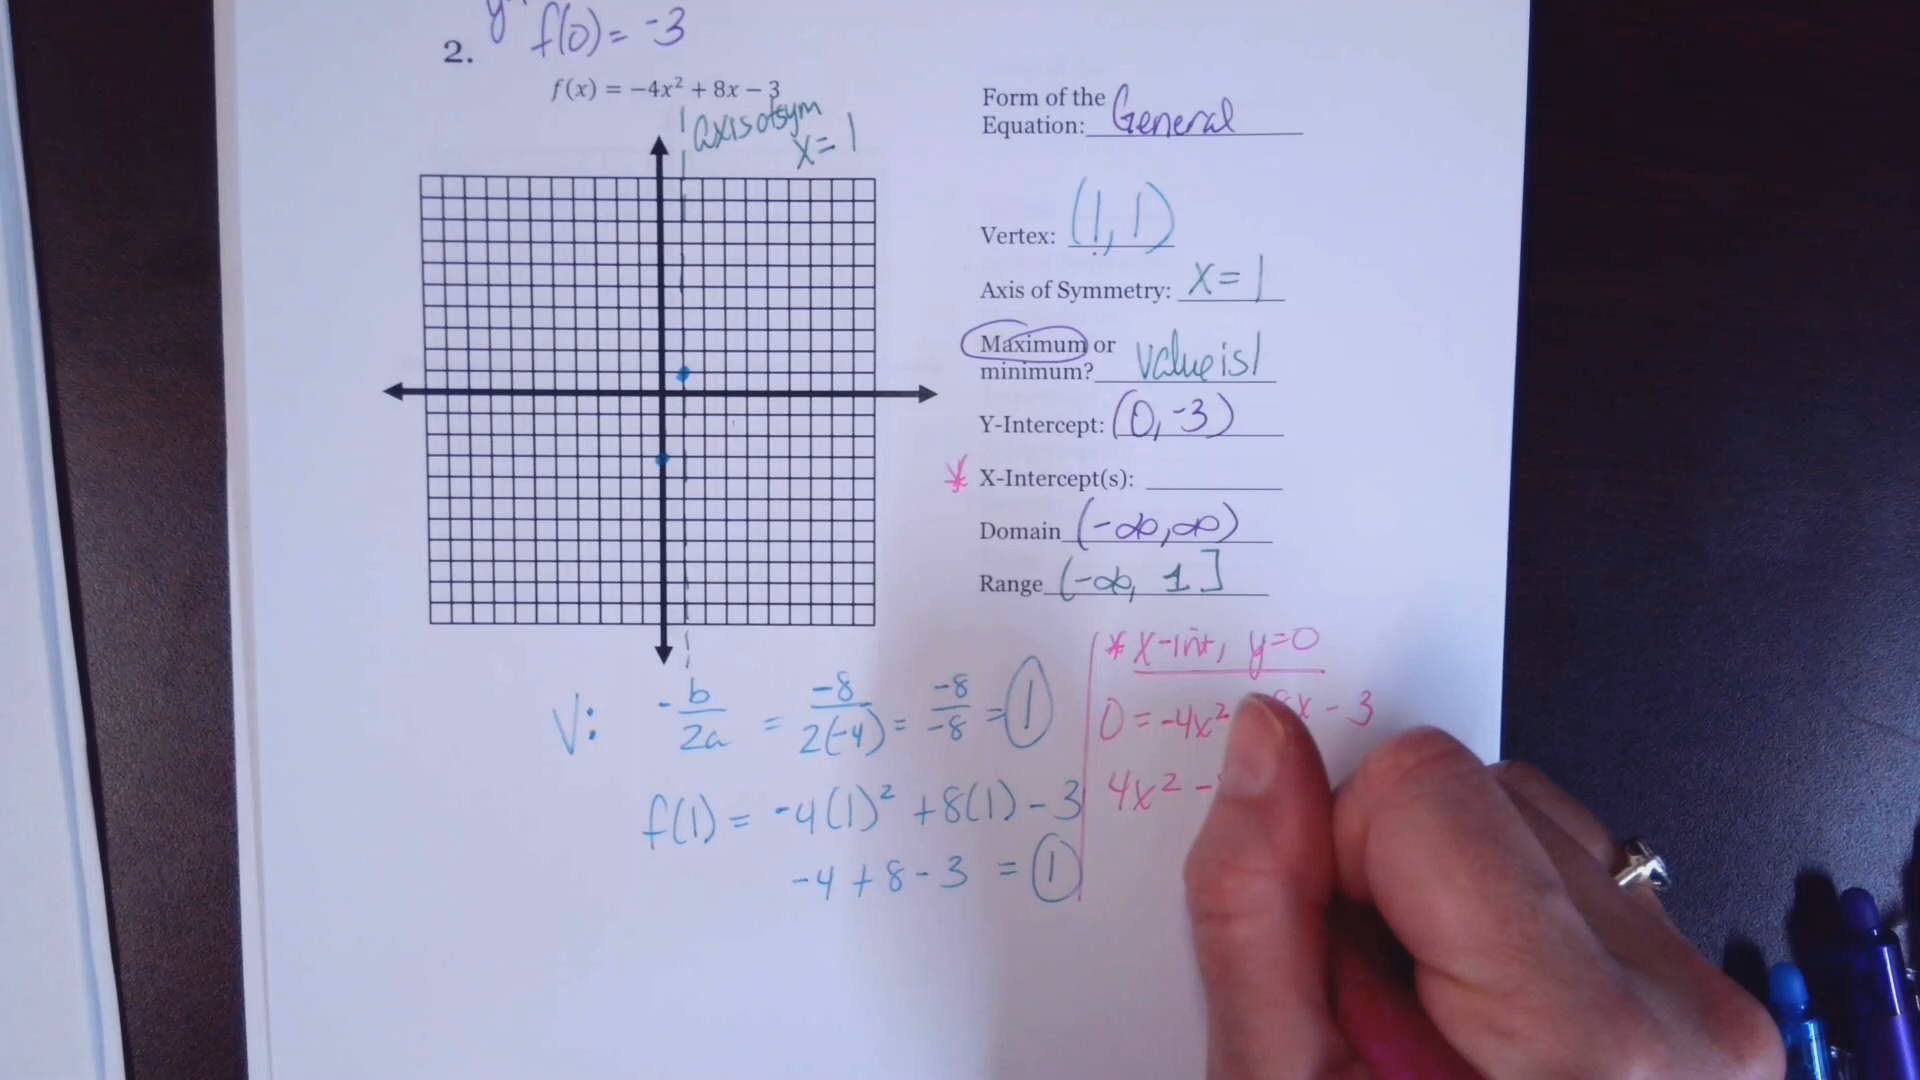 2.
f(0) = -3
f(x) = −4x² + 8x − 3
axis of sym
x = 1
Form of the
Equation: General
Vertex: (1, 1)
Axis of Symmetry: x = 1
Maximum or
minimum? value is 1
Y-Intercept: (0, -3)
* X-Intercept(s):
Domain (-∞, ∞)
Range (-∞, 1]
V: -b/2a = -8/2(-4) = -8/-8 = 1
f(1) = -4(1)² + 8(1) - 3
-4 + 8 - 3 = 1
* x-int, y=0
0 = -4x² 8x - 3
4x² -